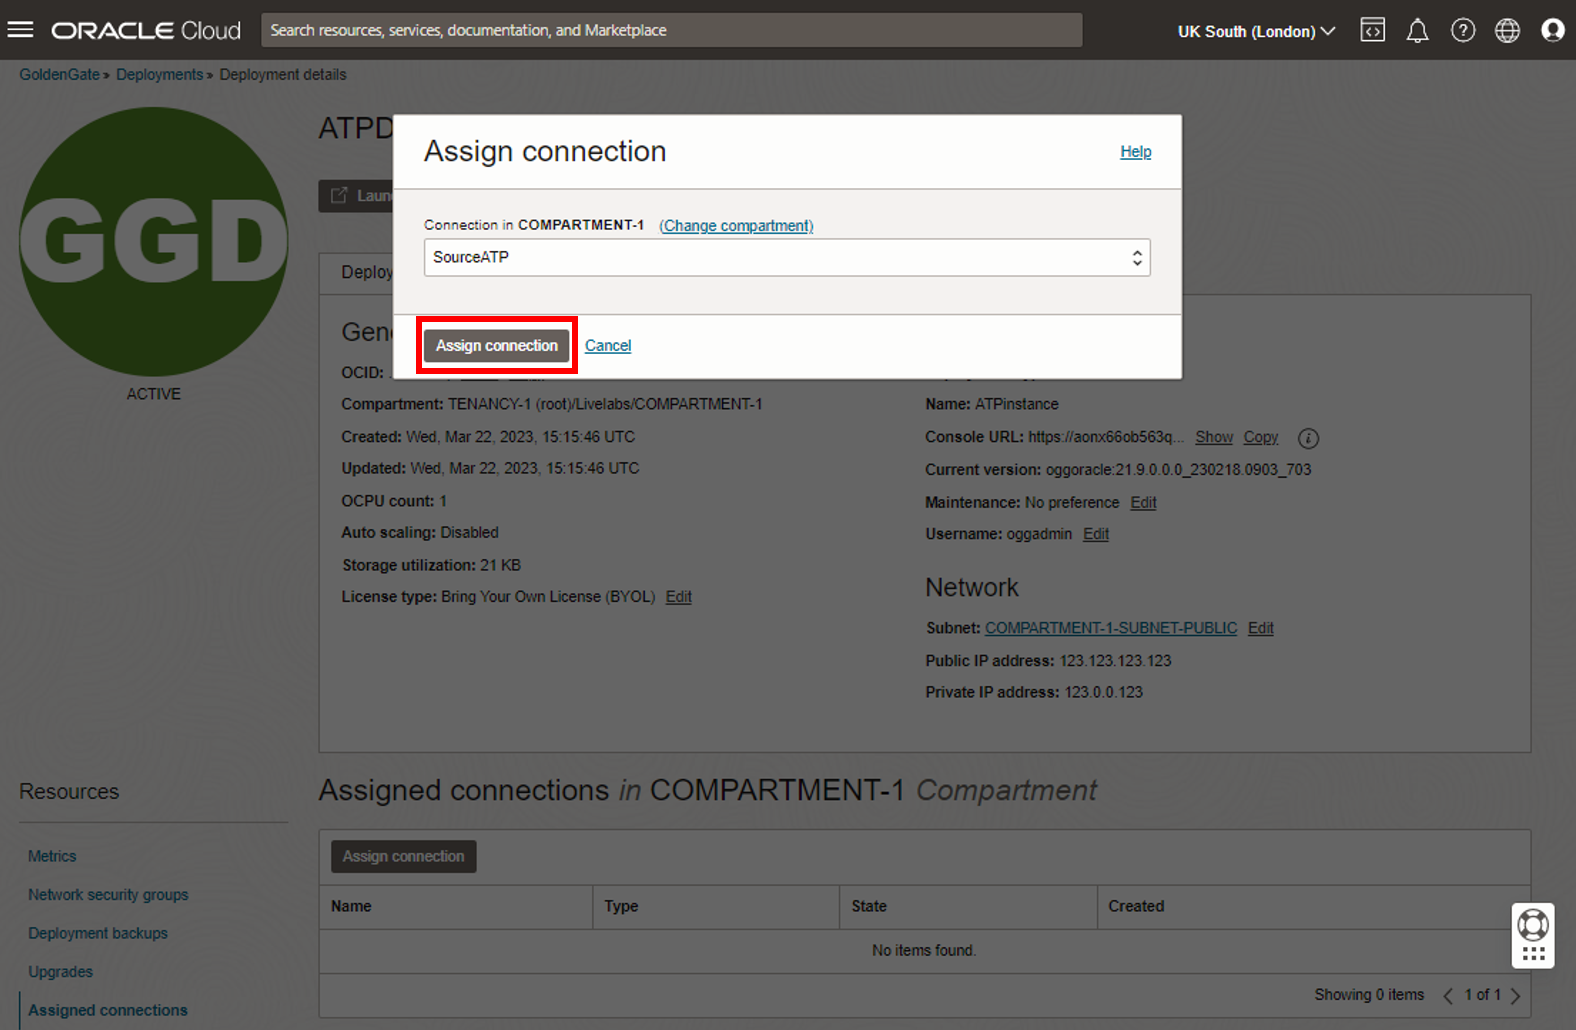 ORACLE Cloud
Search resources, services, documentation, and Marketplace
UK South (London)
GoldenGate » Deployments » Deployment details
GGD
ACTIVE
ATPD
Laun
Deploy
Assign connection
Help
Connection in COMPARTMENT-1 (Change compartment)
SourceATP
Assign connection Cancel
Gene
OCID:
Compartment: TENANCY-1 (root)/Livelabs/COMPARTMENT-1
Created: Wed, Mar 22, 2023, 15:15:46 UTC
Updated: Wed, Mar 22, 2023, 15:15:46 UTC
OCPU count: 1
Auto scaling: Disabled
Storage utilization: 21 KB
License type: Bring Your Own License (BYOL) Edit
Name: ATPinstance
Console URL: https://aonx66ob563q... Show Copy
Current version: oggoracle:21.9.0.0.0_230218.0903_703
Maintenance: No preference Edit
Username: oggadmin Edit
Network
Subnet: COMPARTMENT-1-SUBNET-PUBLIC Edit
Public IP address: 123.123.123.123
Private IP address: 123.0.0.123
Resources
Metrics
Network security groups
Deployment backups
Upgrades
Assigned connections
Assigned connections in COMPARTMENT-1 Compartment
Assign connection
Name Type State Created
No items found.
Showing 0 items < 1 of 1 >